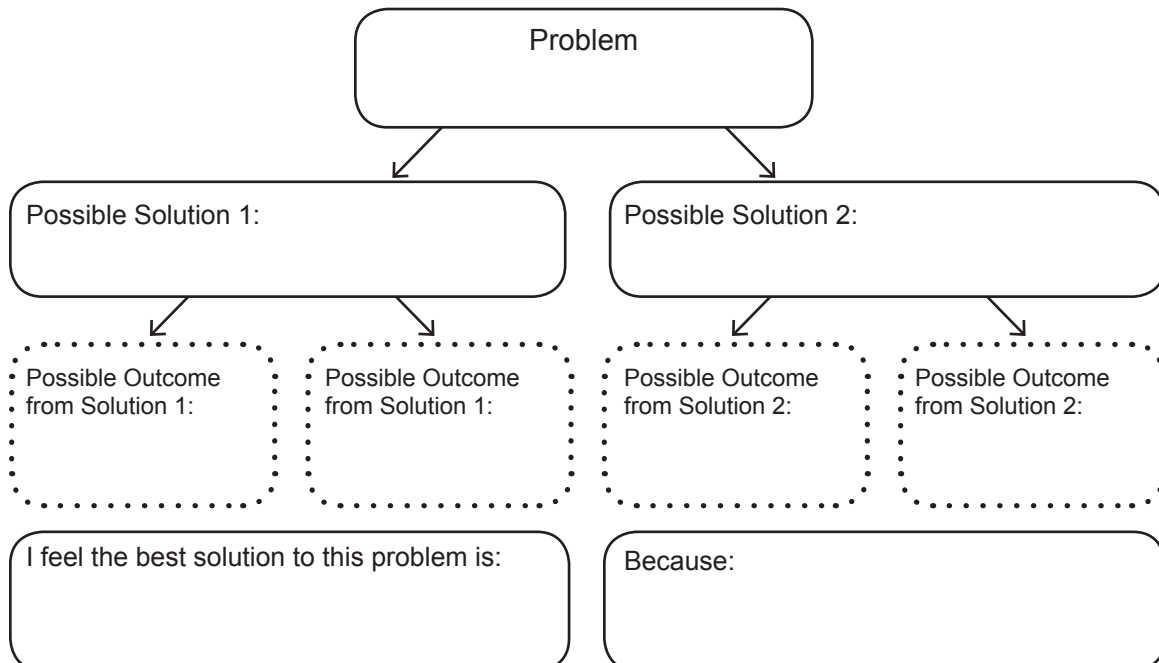 Problem
Possible Solution 1:
Possible Solution 2:
Possible Outcome
from Solution 1:
Possible Outcome
from Solution 1:
Possible Outcome
from Solution 2:
Possible Outcome
from Solution 2:
I feel the best solution to this problem is:
Because: